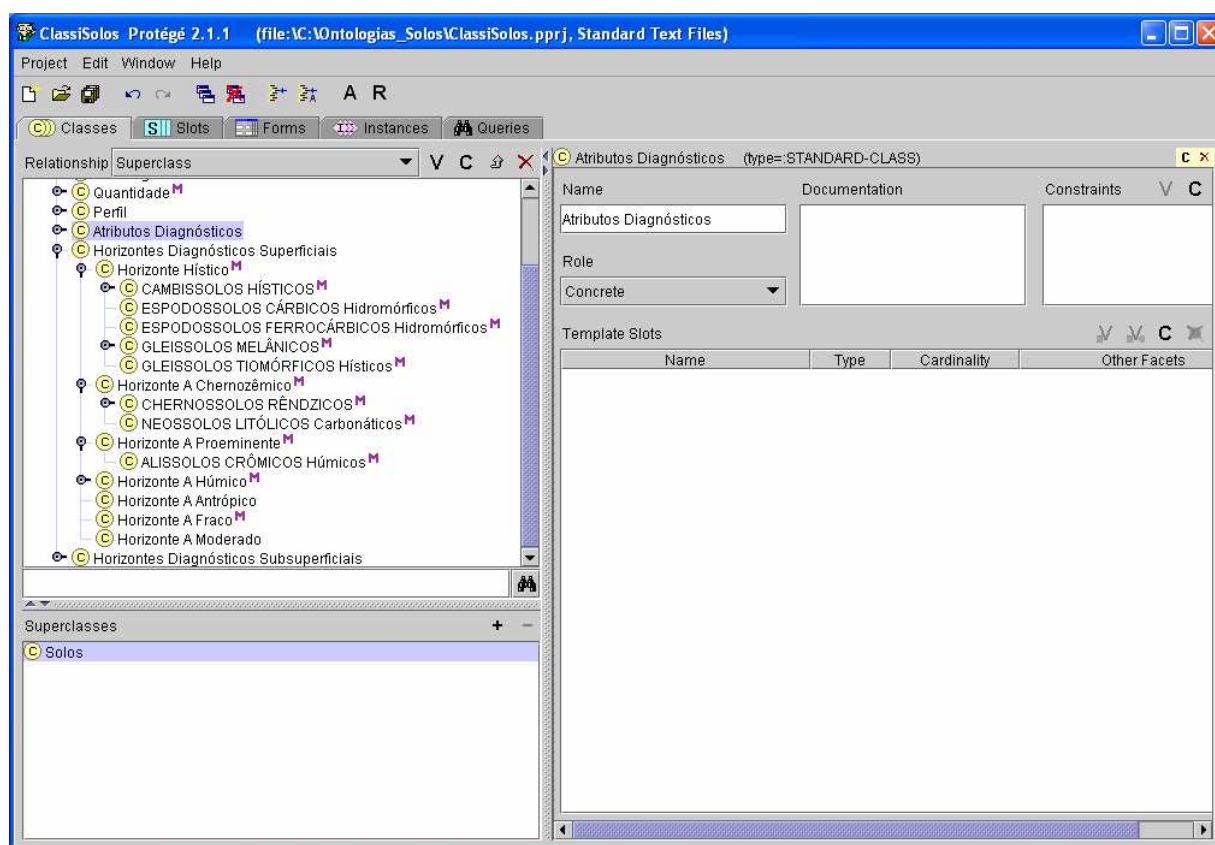 ClassiSolos Protégé 2.1.1 (file:\C:\Ontologias_Solos\ClassiSolos.pprj, Standard Text Files)
Project Edit Window Help
A R
C Classes S Slots Forms Instances Queries
Relationship Superclass V C
C Quantidade M
C Perfil
C Atributos Diagnósticos
C Horizontes Diagnósticos Superficiais
C Horizonte Hístico M
C CAMBISSOLOS HÍSTICOS M
C ESPODOSSOLOS CÁRBICOS Hidromórficos M
C ESPODOSSOLOS FERROCÁRBICOS Hidromórficos M
C GLEISSOLOS MELÂNICOS M
C GLEISSOLOS TIOMÓRFICOS Hísticos M
C Horizonte A Chernozêmico M
C CHERNOSSOLOS RÊNDZICOS M
C NEOSSOLOS LITÓLICOS Carbonáticos M
C Horizonte A Proeminente M
C ALISSOLOS CRÔMICOS Húmicos M
C Horizonte A Húmico M
C Horizonte A Antrópico
C Horizonte A Fraco M
C Horizonte A Moderado
C Horizontes Diagnósticos Subsuperficiais
Superclasses + -
C Solos
C Atributos Diagnósticos (type=:STANDARD-CLASS) C ×
Name Documentation Constraints V C
Atributos Diagnósticos
Role
Concrete
Template Slots V V C
Name Type Cardinality Other Facets